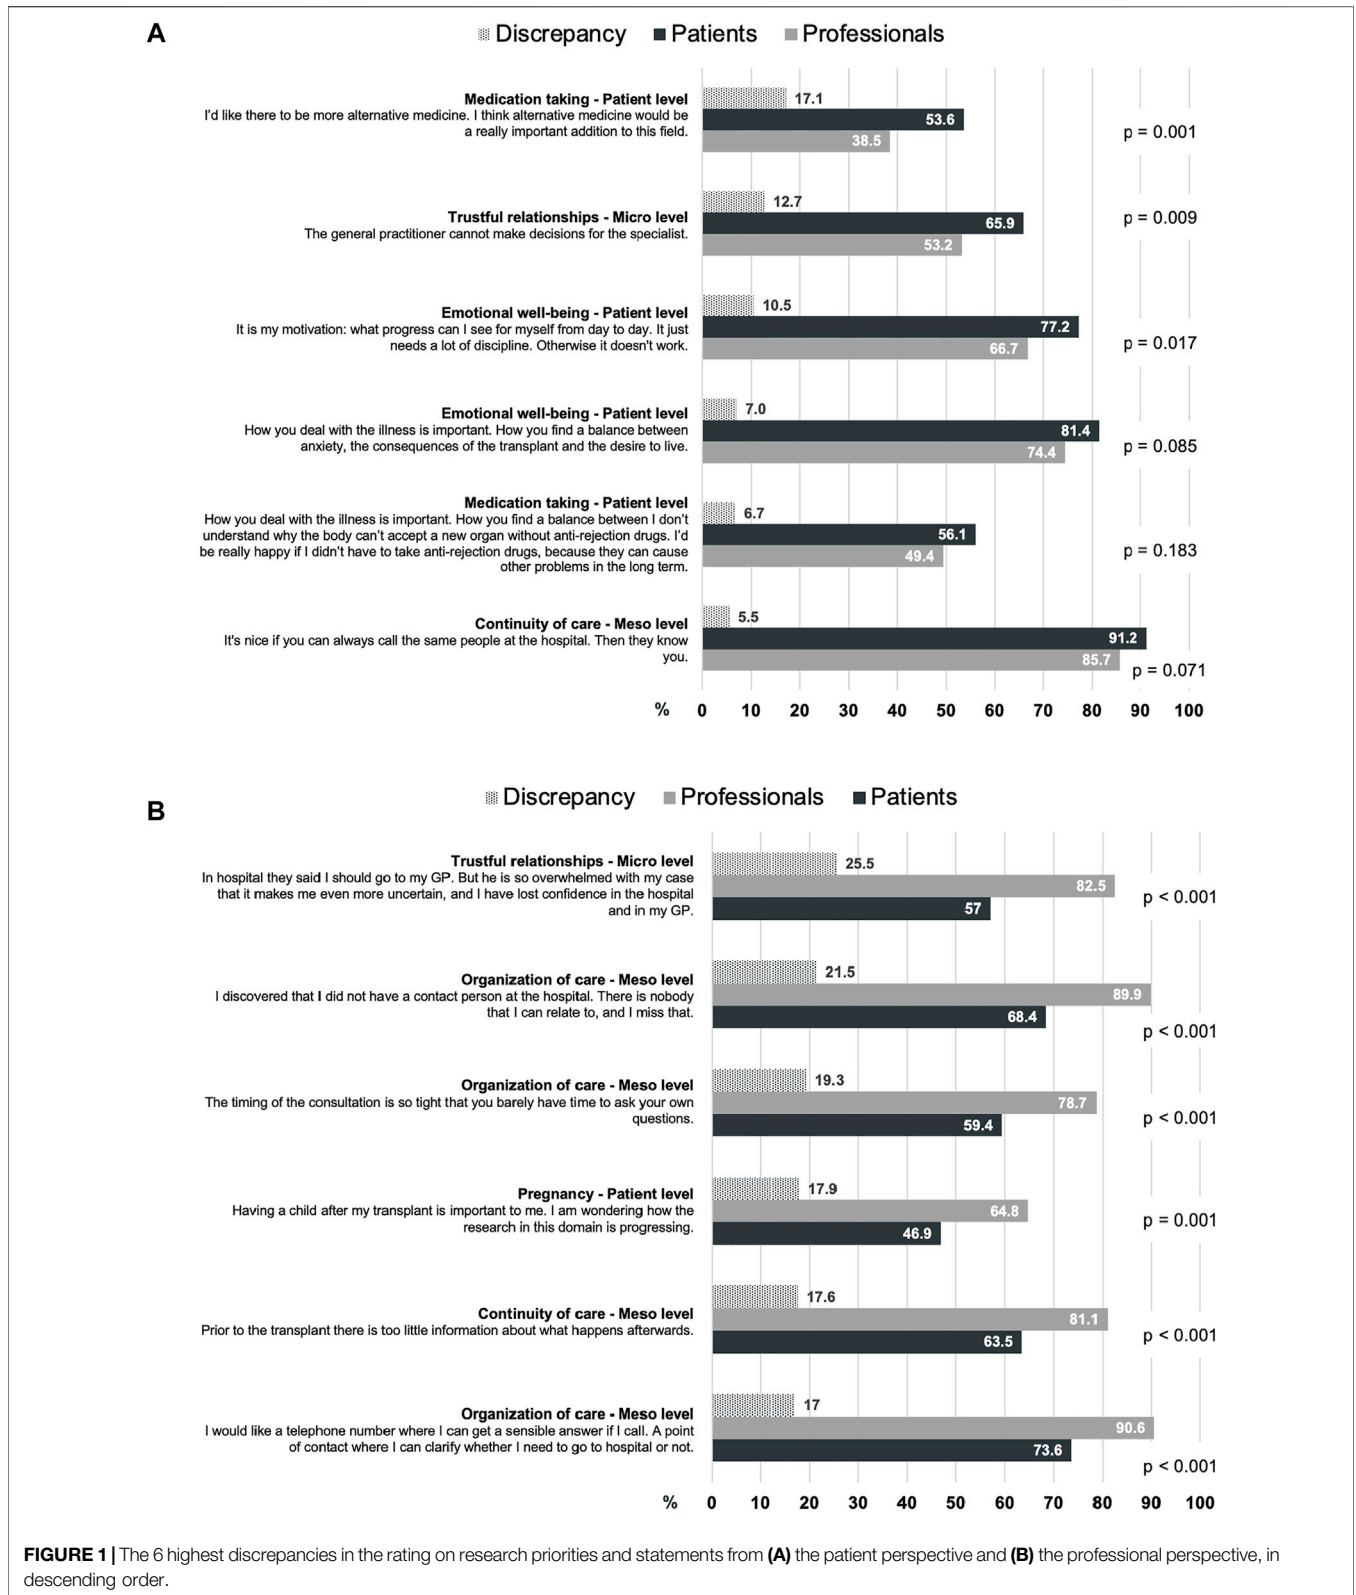 A
Discrepancy Patients Professionals
Medication taking - Patient level
I'd like there to be more alternative medicine. I think alternative medicine would be
a really important addition to this field.
17.1
53.6
38.5
p = 0.001
Trustful relationships - Micro level
The general practitioner cannot make decisions for the specialist.
12.7
65.9
53.2
p = 0.009
Emotional well-being - Patient level
It is my motivation: what progress can I see for myself from day to day. It just
needs a lot of discipline. Otherwise it doesn't work.
10.5
77.2
66.7
p = 0.017
Emotional well-being - Patient level
How you deal with the illness is important. How you find a balance between
anxiety, the consequences of the transplant and the desire to live.
7.0
81.4
74.4
p = 0.085
Medication taking - Patient level
How you deal with the illness is important. How you find a balance between I don't
understand why the body can't accept a new organ without anti-rejection drugs. I'd
be really happy if I didn't have to take anti-rejection drugs, because they can cause
other problems in the long term.
6.7
56.1
49.4
p = 0.183
Continuity of care - Meso level
It's nice if you can always call the same people at the hospital. Then they know
you.
5.5
91.2
85.7
p = 0.071
% 0 10 20 30 40 50 60 70 80 90 100
B
Discrepancy Professionals Patients
Trustful relationships - Micro level
In hospital they said I should go to my GP. But he is so overwhelmed with my case
that it makes me even more uncertain, and I have lost confidence in the hospital
and in my GP.
25.5
82.5
57
p < 0.001
Organization of care - Meso level
I discovered that I did not have a contact person at the hospital. There is nobody
that I can relate to, and I miss that.
21.5
89.9
68.4
p < 0.001
Organization of care - Meso level
The timing of the consultation is so tight that you barely have time to ask your own
questions.
19.3
78.7
59.4
p < 0.001
Pregnancy - Patient level
Having a child after my transplant is important to me. I am wondering how the
research in this domain is progressing.
17.9
64.8
46.9
p = 0.001
Continuity of care - Meso level
Prior to the transplant there is too little information about what happens afterwards.
17.6
81.1
63.5
p < 0.001
Organization of care - Meso level
I would like a telephone number where I can get a sensible answer if I call. A point
of contact where I can clarify whether I need to go to hospital or not.
17
90.6
73.6
p < 0.001
% 0 10 20 30 40 50 60 70 80 90 100
FIGURE 1 | The 6 highest discrepancies in the rating on research priorities and statements from (A) the patient perspective and (B) the professional perspective, in
descending order.